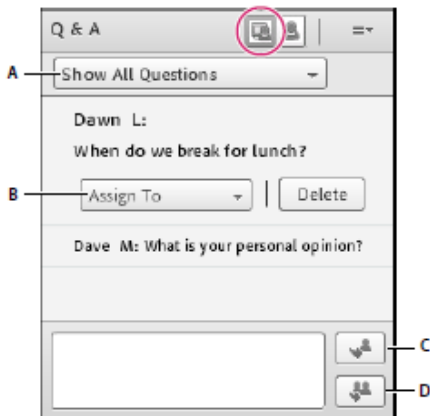 Q & A
A
Show All Questions
Dawn L:
When do we break for lunch?
B
Assign To
Delete
Dave M: What is your personal opinion?
C
D